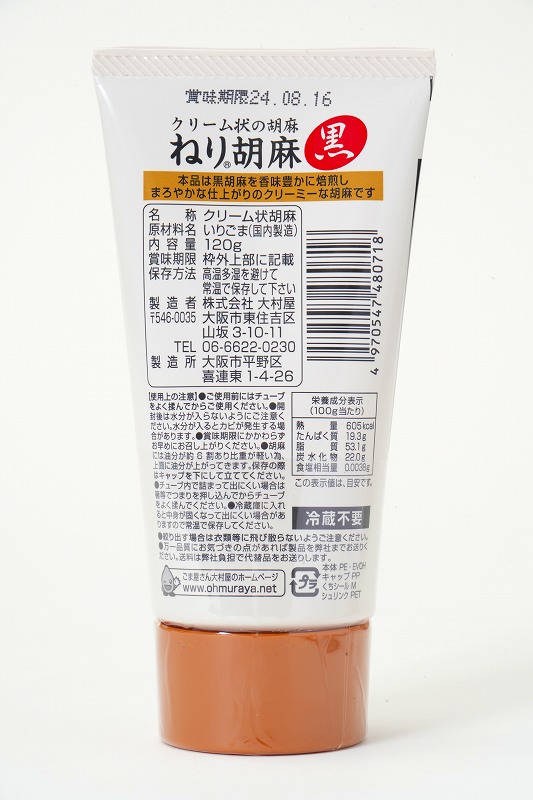 賞味期限24.08.16
クリーム状の胡麻
ねり®胡麻
黒
本品は黒胡麻を香味豊かに焙煎し
まろやかな仕上がりのクリーミーな胡麻です
名 称 クリーム状胡麻
原材料名 いりごま(国内製造)
内容量 120g
賞味期限 枠外上部に記載
保存方法 高温多湿を避けて
常温で保存して下さい
製造者 株式会社 大村屋
〒546-0035 大阪市東住吉区
山坂 3-10-11
TEL 06-6622-0230
製造所 大阪市平野区
喜連東 1-4-26
4 970547 480718
【使用上の注意】●ご使用前にはチューブ
をよく揉んでからご使用ください。●開
封後は水分が入らないようにご注意く
ださい。水分が入るとカビが発生する場
合があります。●賞味期限にかかわらず
お早めにお召し上がりください。●胡麻
には油分が約6割あり比重が軽い為、
上面に油分が上がってきます。保存の際
はキャップを下にして立ててください。
●チューブ内で詰まって出にくい場合は
箸等でつまりを押し込んでからチューブ
をよく揉んでください。●冷蔵庫に入れ
ると中身が固くなって出にくい場合があ
りますので常温で保存してください。
●絞り出す場合は衣類等に飛び散らないようご注意ください。
●万一品質にお気づきの点があれば製品を弊社までお送りく
ださい。送料は弊社負担で代替品をお送りします。
栄養成分表示
(100g当たり)
熱量 605kcal
たんぱく質 19.3g
脂質 53.1g
炭水化物 22.0g
食塩相当量 0.0038g
この表示値は、目安です。
冷蔵不要
ごま屋さん大村屋のホームページ
www.ohmuraya.net
プラ
本体 PE・EVOH
キャップ PP
くちシール M
シュリンク PET